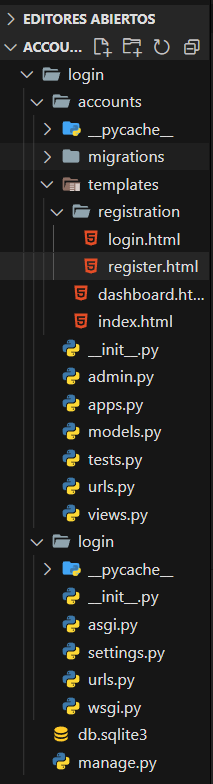 EDITORES ABIERTOS
ACCOU...
login
accounts
__pycache__
migrations
templates
registration
login.html
register.html
dashboard.ht...
index.html
__init__.py
admin.py
apps.py
models.py
tests.py
urls.py
views.py
login
__pycache__
__init__.py
asgi.py
settings.py
urls.py
wsgi.py
db.sqlite3
manage.py